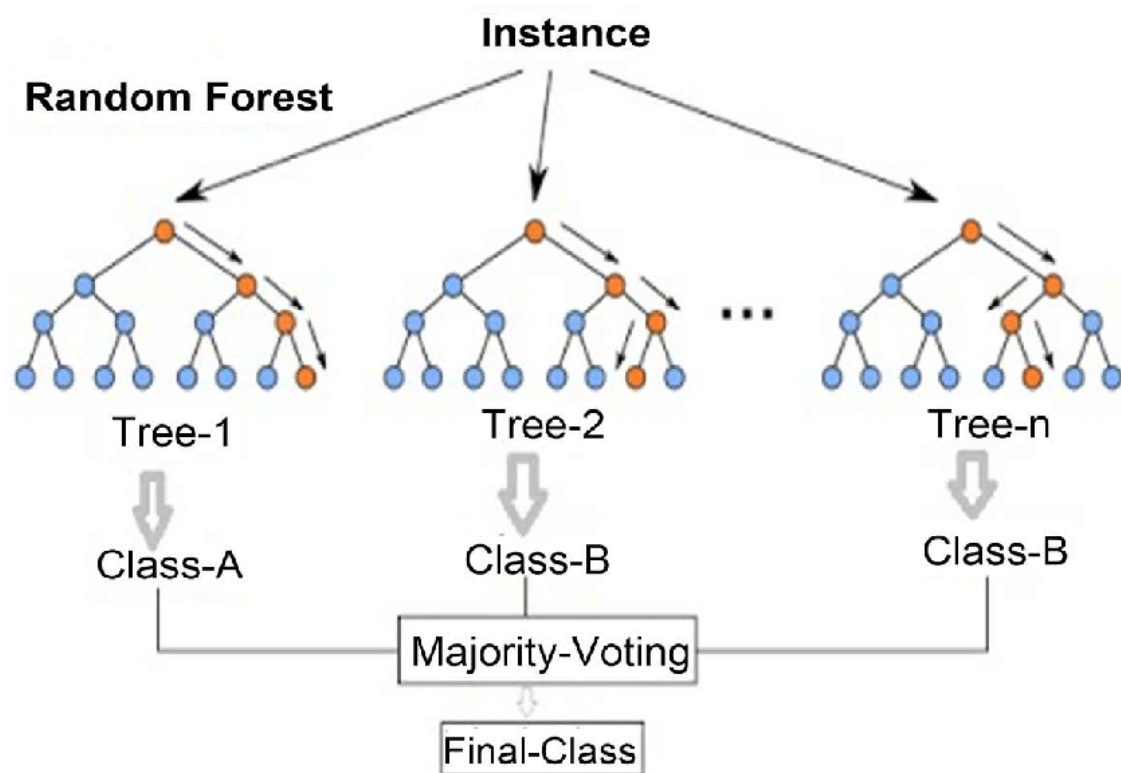 Instance
Random Forest
...
Tree-1
Tree-2
Tree-n
Class-A
Class-B
Class-B
Majority-Voting
Final-Class